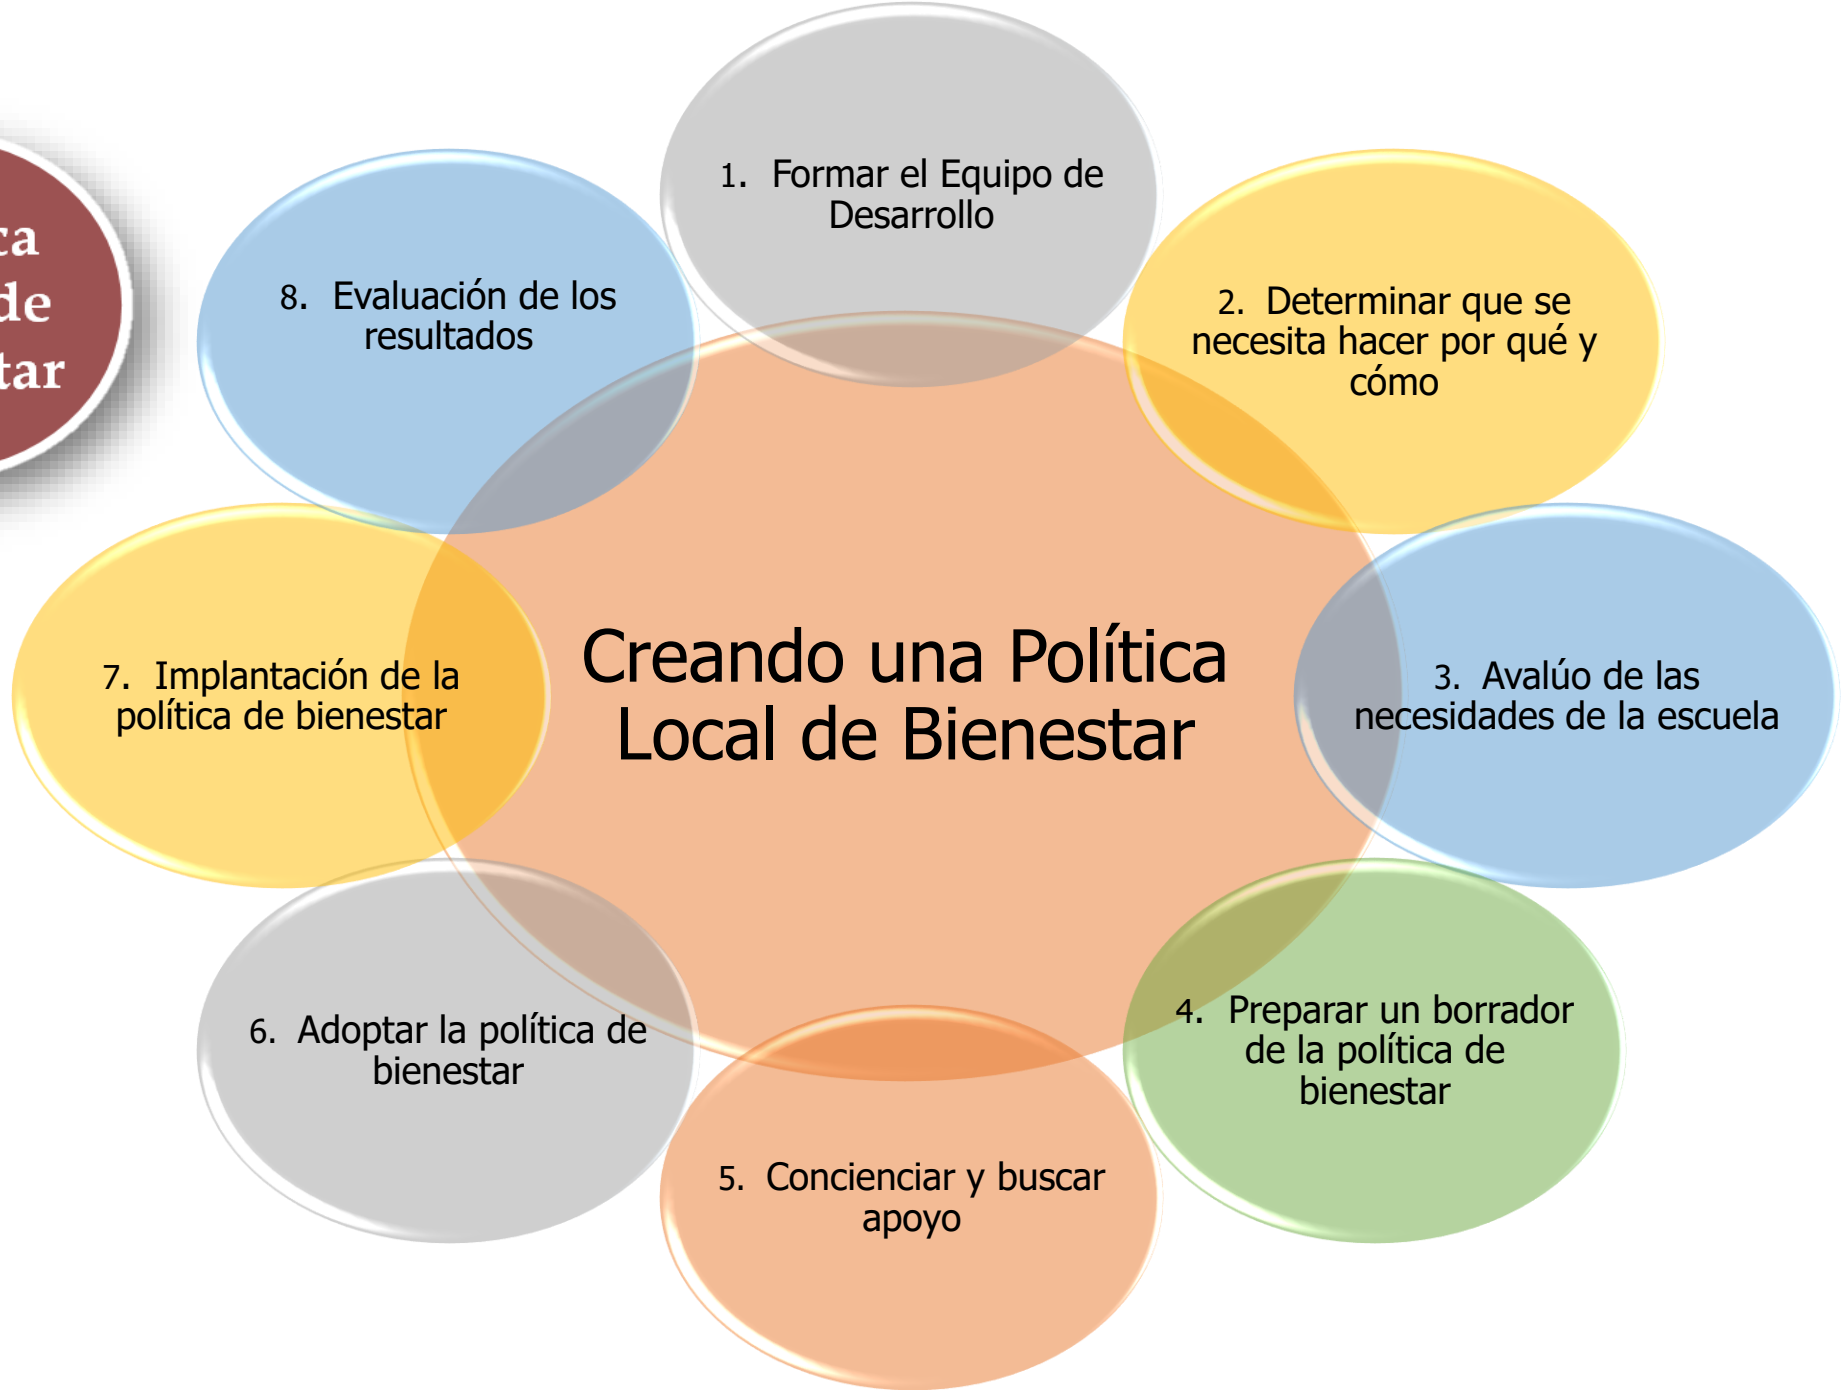 ca
de
tar
1. Formar el Equipo de
Desarrollo
2. Determinar que se
necesita hacer por qué y
cómo
3. Avalúo de las
necesidades de la escuela
4. Preparar un borrador
de la política de
bienestar
5. Concienciar y buscar
apoyo
6. Adoptar la política de
bienestar
7. Implantación de la
política de bienestar
8. Evaluación de los
resultados
Creando una Política
Local de Bienestar